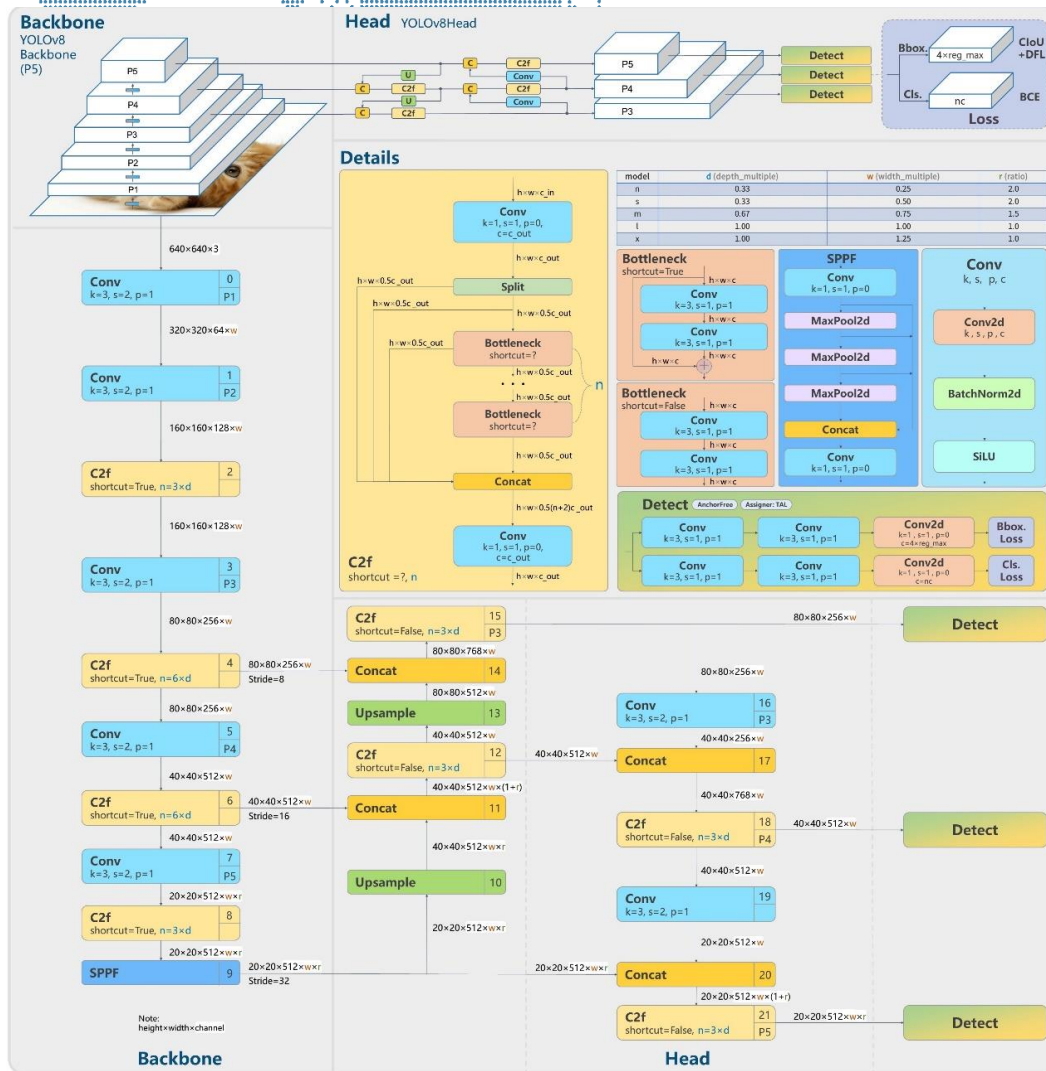 Backbone
YOLOv8
Backbone
(P5)
P5
P4
P3
P2
P1
Head YOLOv8Head
C
C2f
U
Conv
C
C2f
C
C2f
U
Conv
C
C2f
P5
P4
P3
Detect
Detect
Detect
Bbox.
4×reg_max
CIoU
+DFL
Cls.
nc
BCE
Loss
640×640×3
Conv
k=3, s=2, p=1
0
P1
320×320×64×w
Conv
k=3, s=2, p=1
1
P2
160×160×128×w
C2f
shortcut=True, n=3×d
2
160×160×128×w
Conv
k=3, s=2, p=1
3
P3
80×80×256×w
C2f
shortcut=True, n=6×d
4
80×80×256×w
Stride=8
80×80×256×w
Conv
k=3, s=2, p=1
5
P4
40×40×512×w
C2f
shortcut=True, n=6×d
6
40×40×512×w
Stride=16
40×40×512×w
Conv
k=3, s=2, p=1
7
P5
20×20×512×w×r
C2f
shortcut=True, n=3×d
8
20×20×512×w×r
SPPF
9
20×20×512×w×r
Stride=32
Note:
height×width×channel
Backbone
Details
h×w×c_in
Conv
k=1, s=1, p=0,
c=c_out
h×w×c_out
Split
h×w×0.5c_out
h×w×0.5c_out
h×w×0.5c_out
h×w×0.5c_out
Bottleneck
shortcut=?
h×w×0.5c_out
. . .
h×w×0.5c_out
Bottleneck
shortcut=?
n
h×w×0.5c_out
Concat
h×w×0.5(n+2)c_out
Conv
k=1, s=1, p=0,
c=c_out
h×w×c_out
C2f
shortcut =?, n
model d (depth_multiple) w (width_multiple) r (ratio)
n 0.33 0.25 2.0
s 0.33 0.50 2.0
m 0.67 0.75 1.5
l 1.00 1.00 1.0
x 1.00 1.25 1.0
Bottleneck
shortcut=True
h×w×c
Conv
k=3, s=1, p=1
h×w×c
Conv
k=3, s=1, p=1
h×w×c
h×w×c
+
h×w×c
Bottleneck
shortcut=False
h×w×c
Conv
k=3, s=1, p=1
h×w×c
Conv
k=3, s=1, p=1
h×w×c
SPPF
Conv
k=1, s=1, p=0
MaxPool2d
MaxPool2d
MaxPool2d
Concat
Conv
k=1, s=1, p=0
Conv
k, s, p, c
Conv2d
k, s, p, c
BatchNorm2d
SiLU
Detect AnchorFree Assigner: TAL
Conv
k=3, s=1, p=1
Conv
k=3, s=1, p=1
Conv2d
k=1, s=1, p=0
c=4×reg_max
Bbox.
Loss
Conv
k=3, s=1, p=1
Conv
k=3, s=1, p=1
Conv2d
k=1, s=1, p=0
c=nc
Cls.
Loss
C2f
shortcut=False, n=3×d
15
P3
80×80×256×w
Detect
80×80×768×w
Concat
14
80×80×512×w
Upsample
13
40×40×512×w
C2f
shortcut=False, n=3×d
12
40×40×512×w
40×40×512×w×(1+r)
Concat
11
40×40×512×w×r
Upsample
10
20×20×512×w×r
80×80×256×w
Conv
k=3, s=2, p=1
16
P3
40×40×256×w
Concat
17
40×40×768×w
C2f
shortcut=False, n=3×d
18
P4
40×40×512×w
Detect
40×40×512×w
Conv
k=3, s=2, p=1
19
20×20×512×w
20×20×512×w×r
Concat
20
20×20×512×w×(1+r)
C2f
shortcut=False, n=3×d
21
P5
20×20×512×w×r
Detect
Head